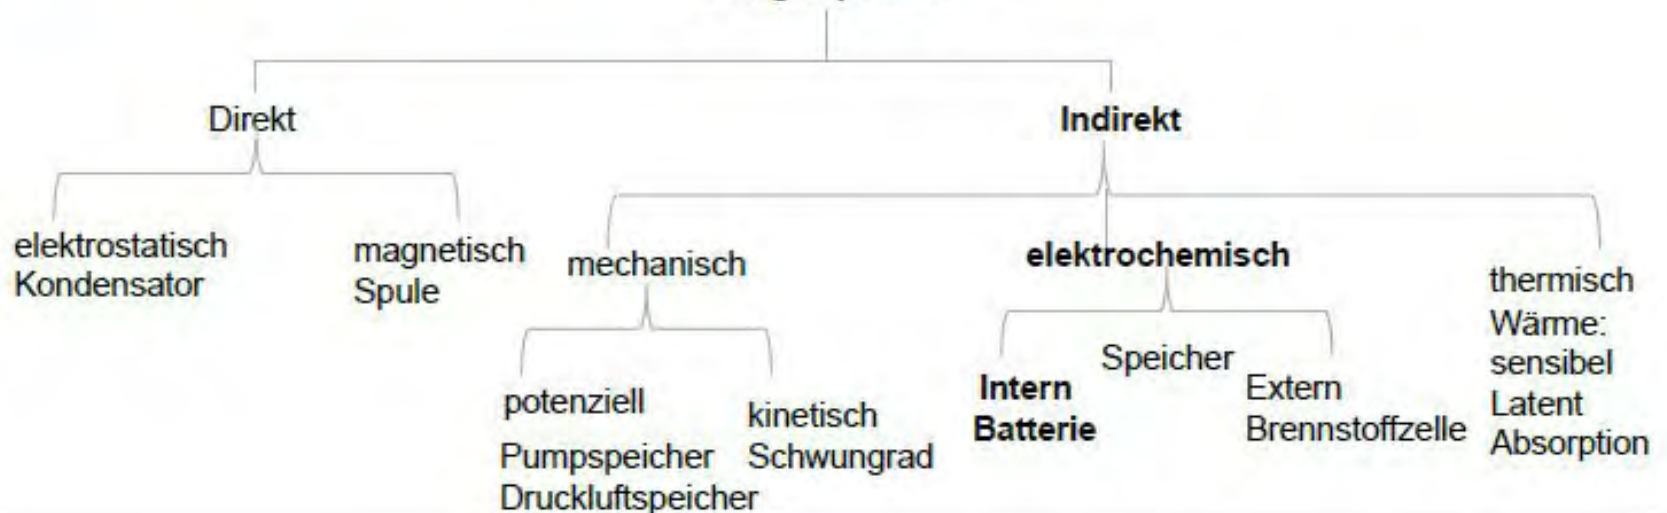 Direkt
Indirekt
elektrostatisch
Kondensator
magnetisch
Spule
mechanisch
potenziell
Pumpspeicher
Druckluftspeicher
kinetisch
Schwungrad
elektrochemisch
Speicher
Intern
Batterie
Extern
Brennstoffzelle
thermisch
Wärme:
sensibel
Latent
Absorption